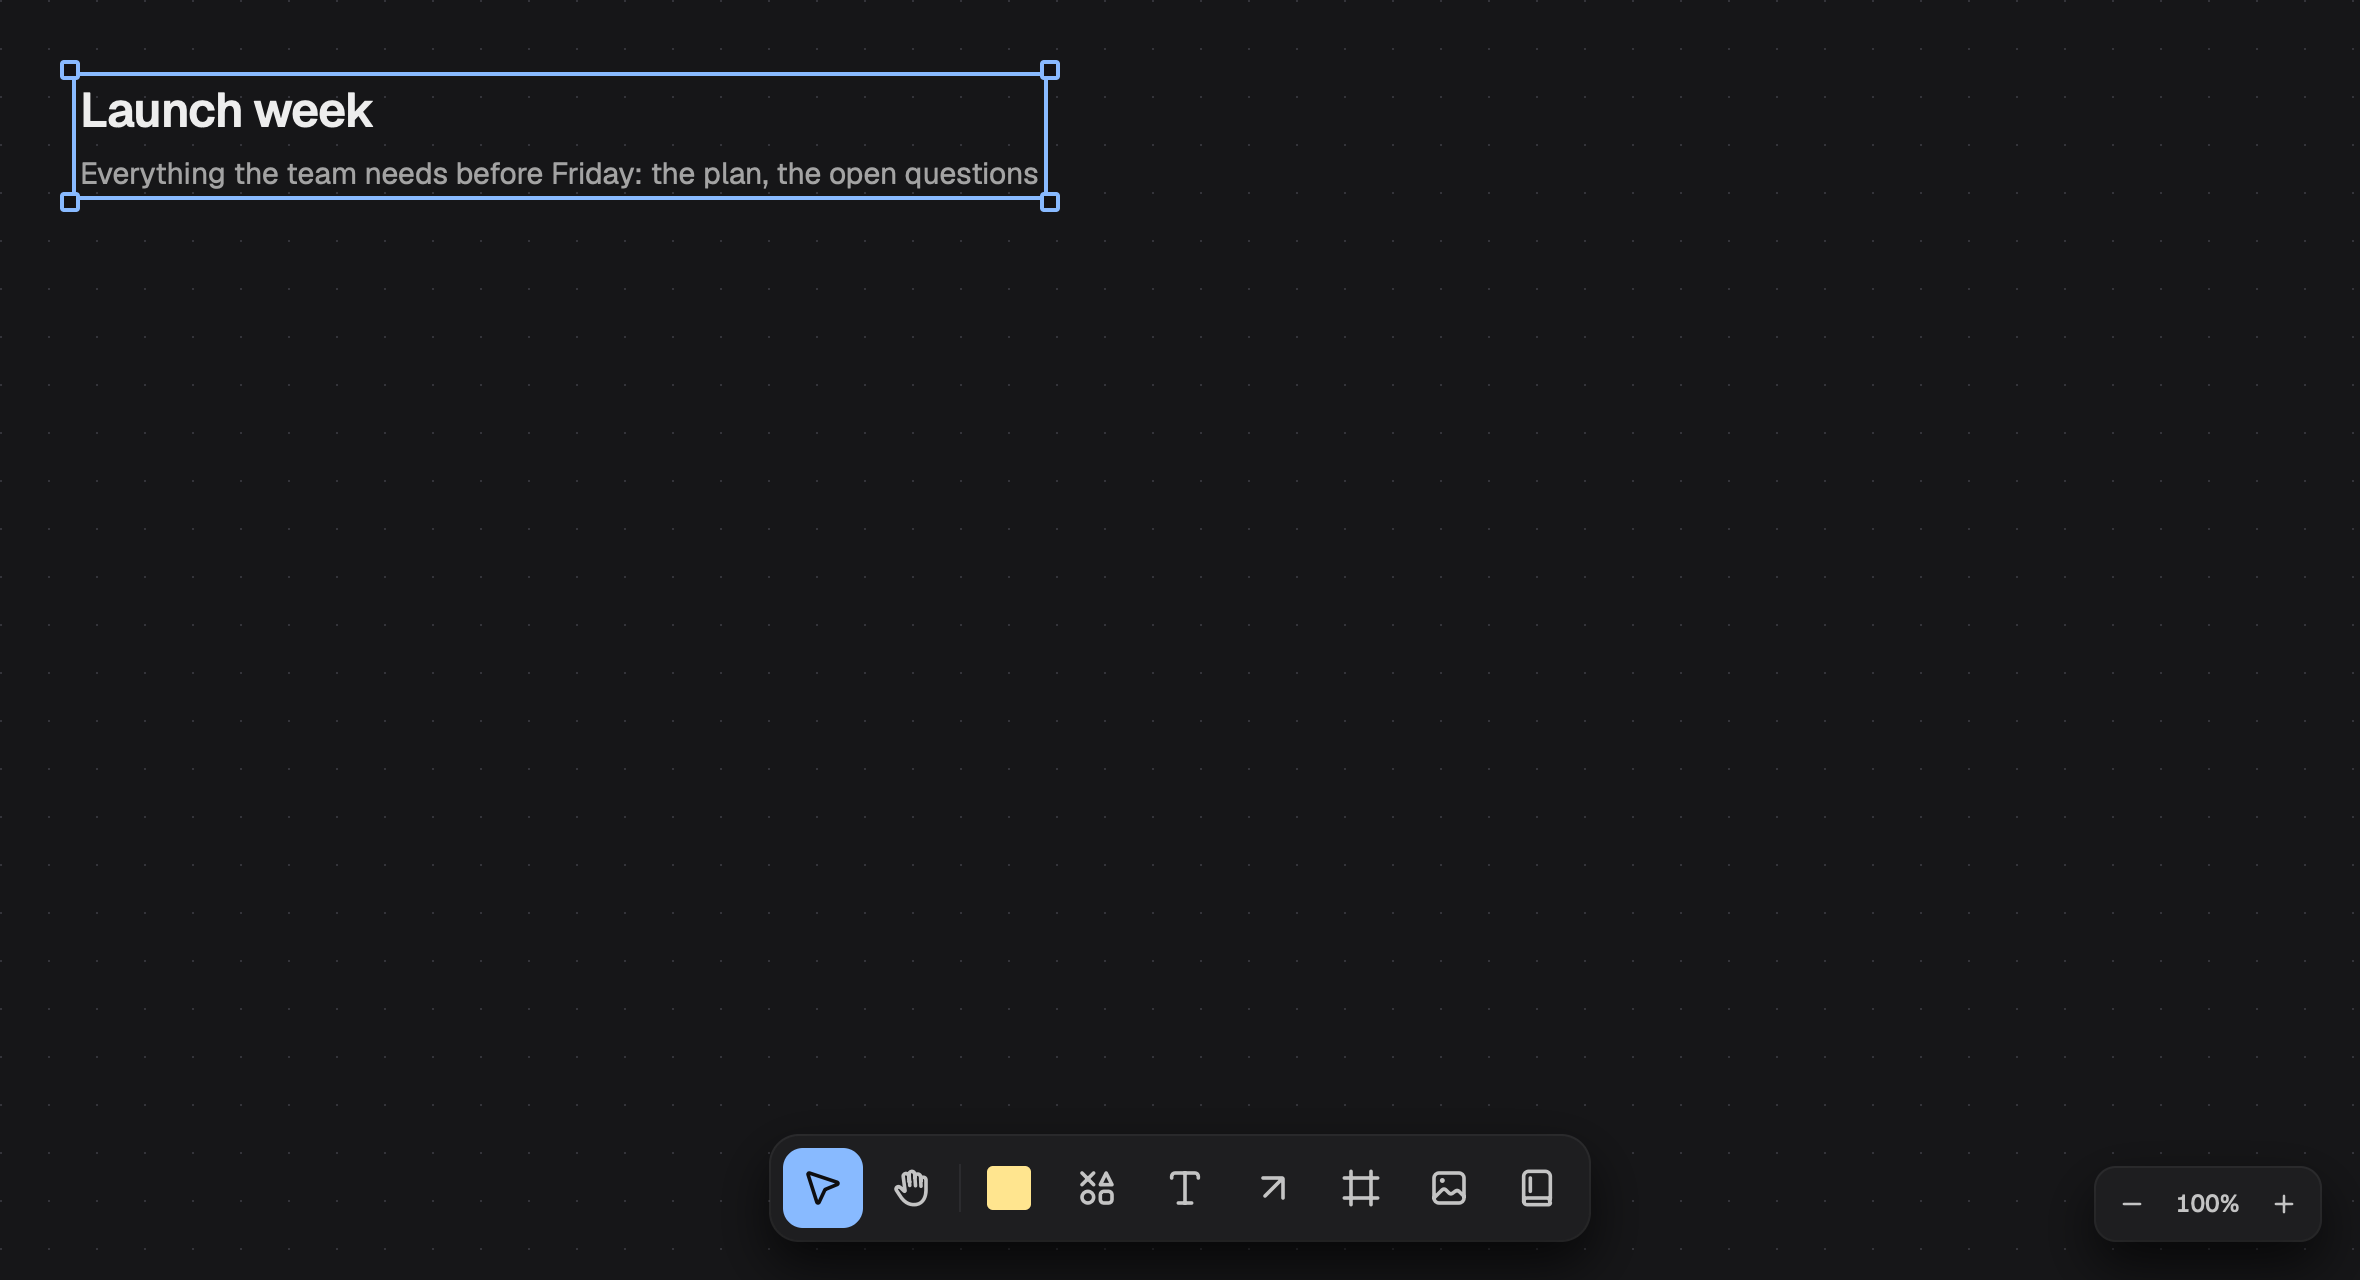 Launch week
Everything the team needs before Friday: the plan, the open questions
100%